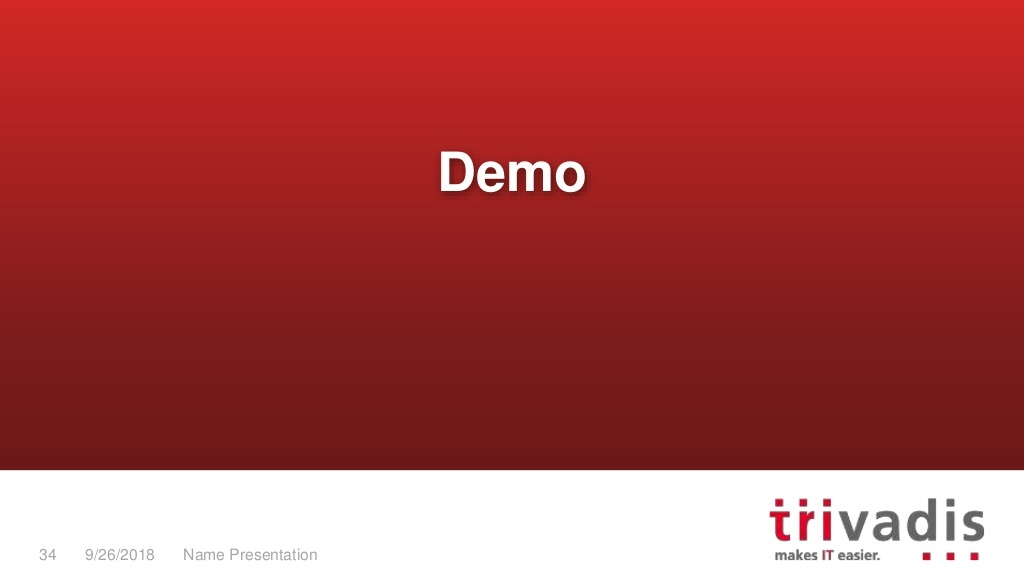 Demo
trivadis
makes IT easier.
34 9/26/2018 Name Presentation